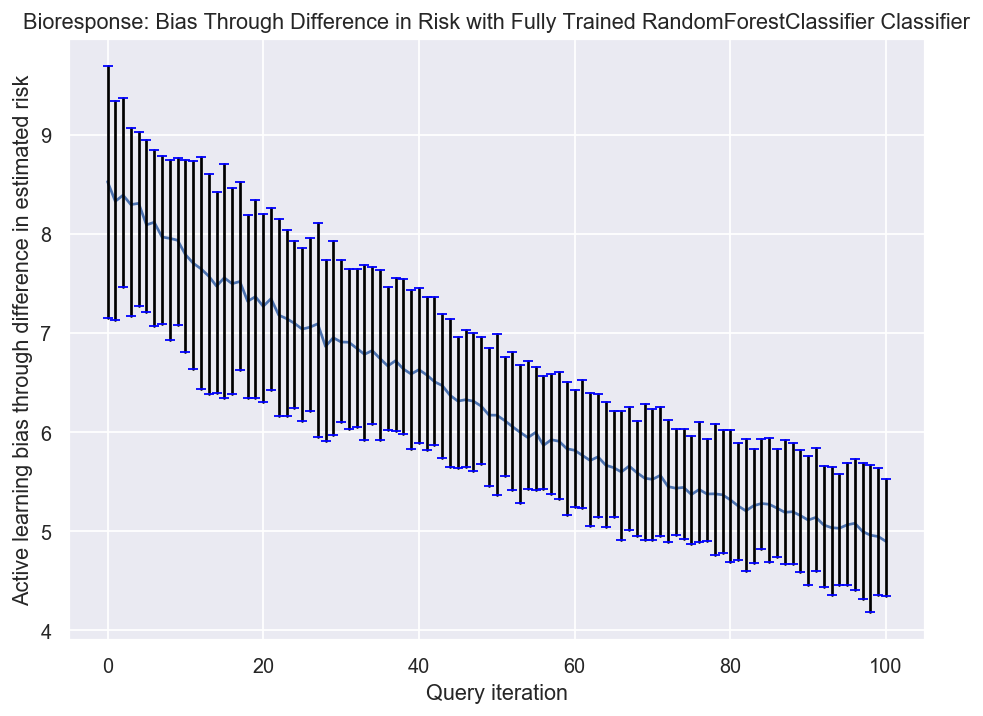 Bioresponse: Bias Through Difference in Risk with Fully Trained RandomForestClassifier Classifier
Active learning bias through difference in estimated risk
9
8
7
6
5
4
0 20 40 60 80 100
Query iteration